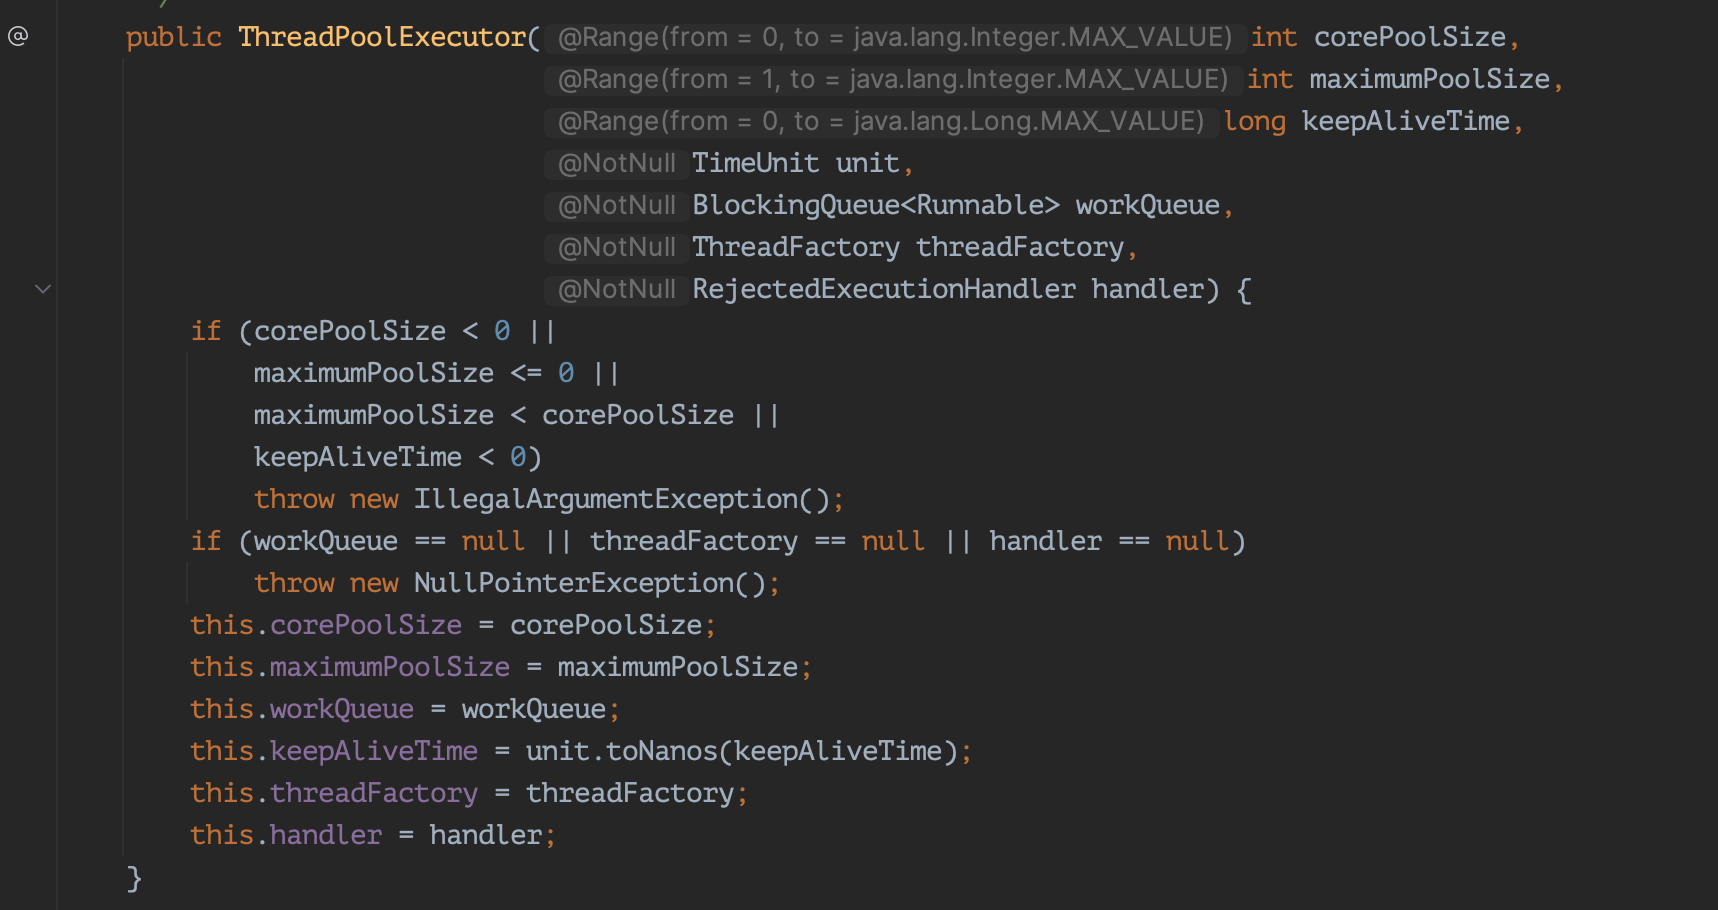 public ThreadPoolExecutor( @Range(from = 0, to = java.lang.Integer.MAX_VALUE) int corePoolSize,
@Range(from = 1, to = java.lang.Integer.MAX_VALUE) int maximumPoolSize,
@Range(from = 0, to = java.lang.Long.MAX_VALUE) long keepAliveTime,
@NotNull TimeUnit unit,
@NotNull BlockingQueue<Runnable> workQueue,
@NotNull ThreadFactory threadFactory,
@NotNull RejectedExecutionHandler handler) {
if (corePoolSize < 0 ||
maximumPoolSize <= 0 ||
maximumPoolSize < corePoolSize ||
keepAliveTime < 0)
throw new IllegalArgumentException();
if (workQueue == null || threadFactory == null || handler == null)
throw new NullPointerException();
this.corePoolSize = corePoolSize;
this.maximumPoolSize = maximumPoolSize;
this.workQueue = workQueue;
this.keepAliveTime = unit.toNanos(keepAliveTime);
this.threadFactory = threadFactory;
this.handler = handler;
}